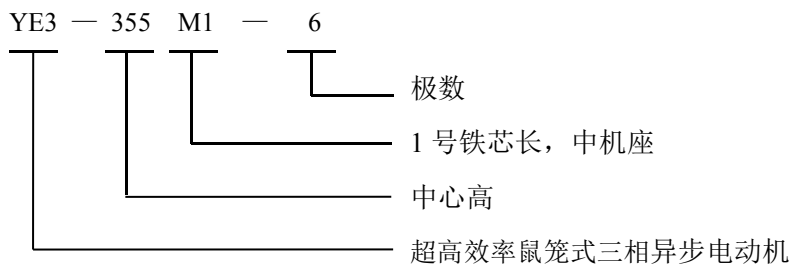 YE3 — 355 M1 — 6
极数
1 号铁芯长，中机座
中心高
超高效率鼠笼式三相异步电动机